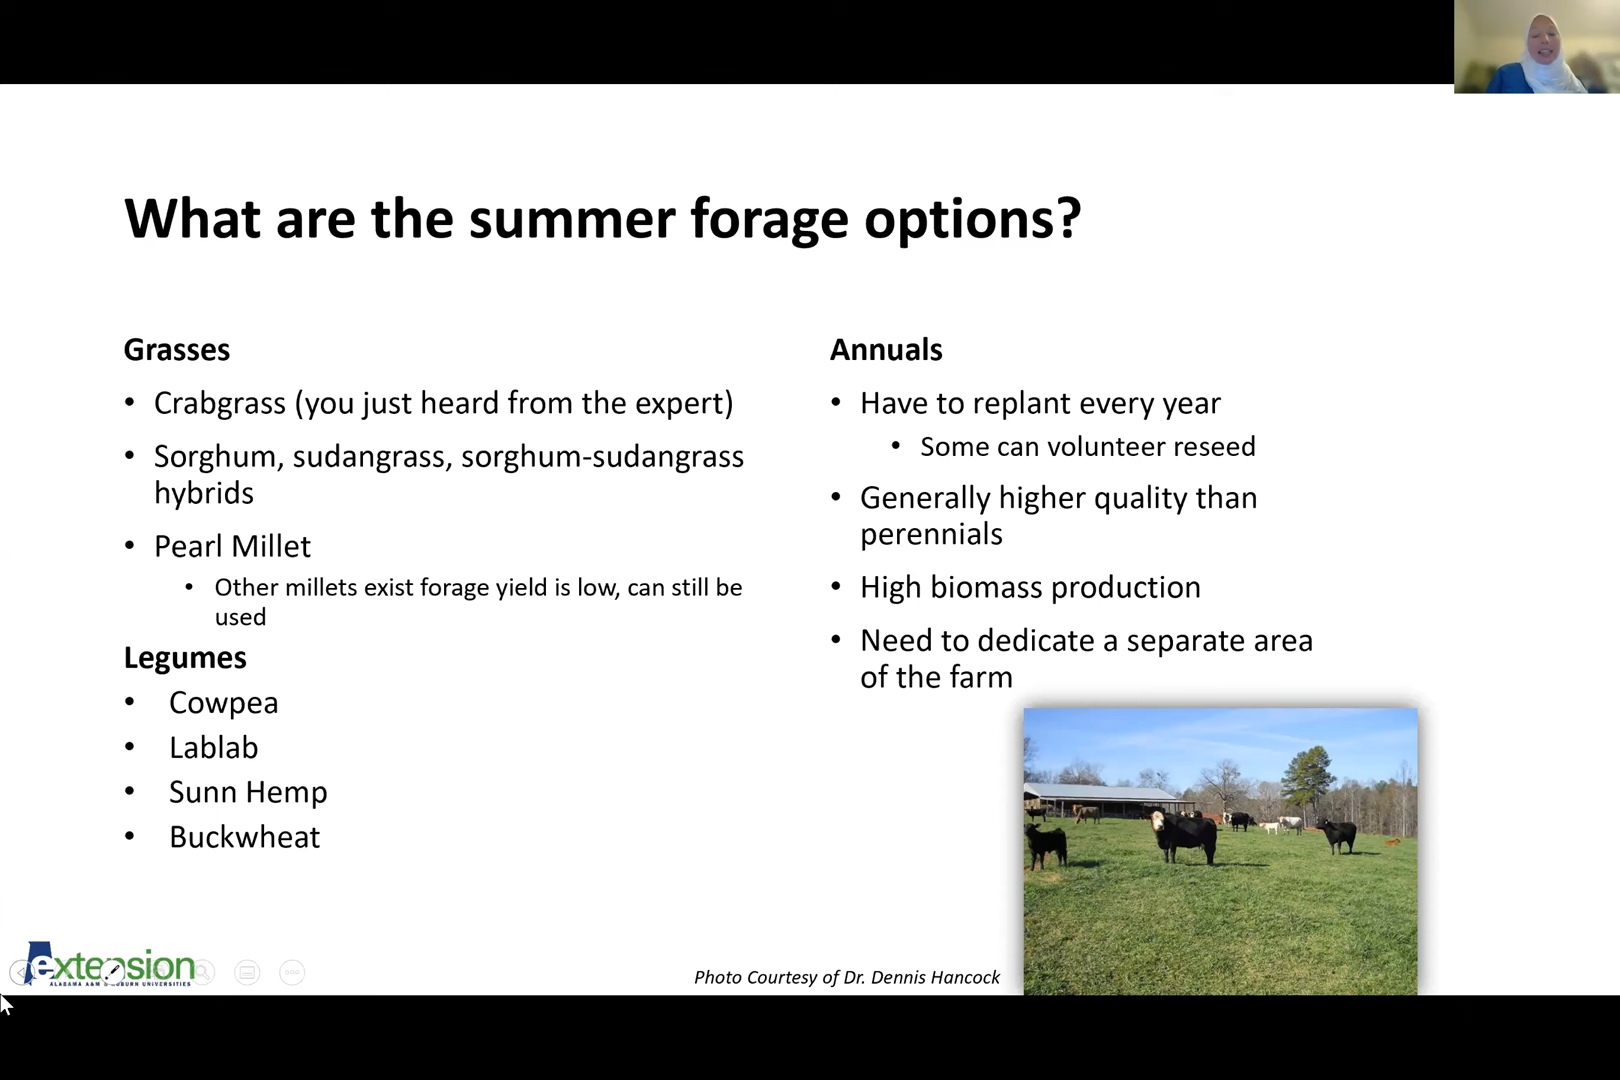 What are the summer forage options?
Grasses
• Crabgrass (you just heard from the expert)
• Sorghum, sudangrass, sorghum-sudangrass
hybrids
• Pearl Millet
• Other millets exist forage yield is low, can still be
used
Legumes
• Cowpea
• Lablab
• Sunn Hemp
• Buckwheat
Annuals
• Have to replant every year
• Some can volunteer reseed
• Generally higher quality than
perennials
• High biomass production
• Need to dedicate a separate area
of the farm
Photo Courtesy of Dr. Dennis Hancock
extension
ALABAMA A&M & AUBURN UNIVERSITIES